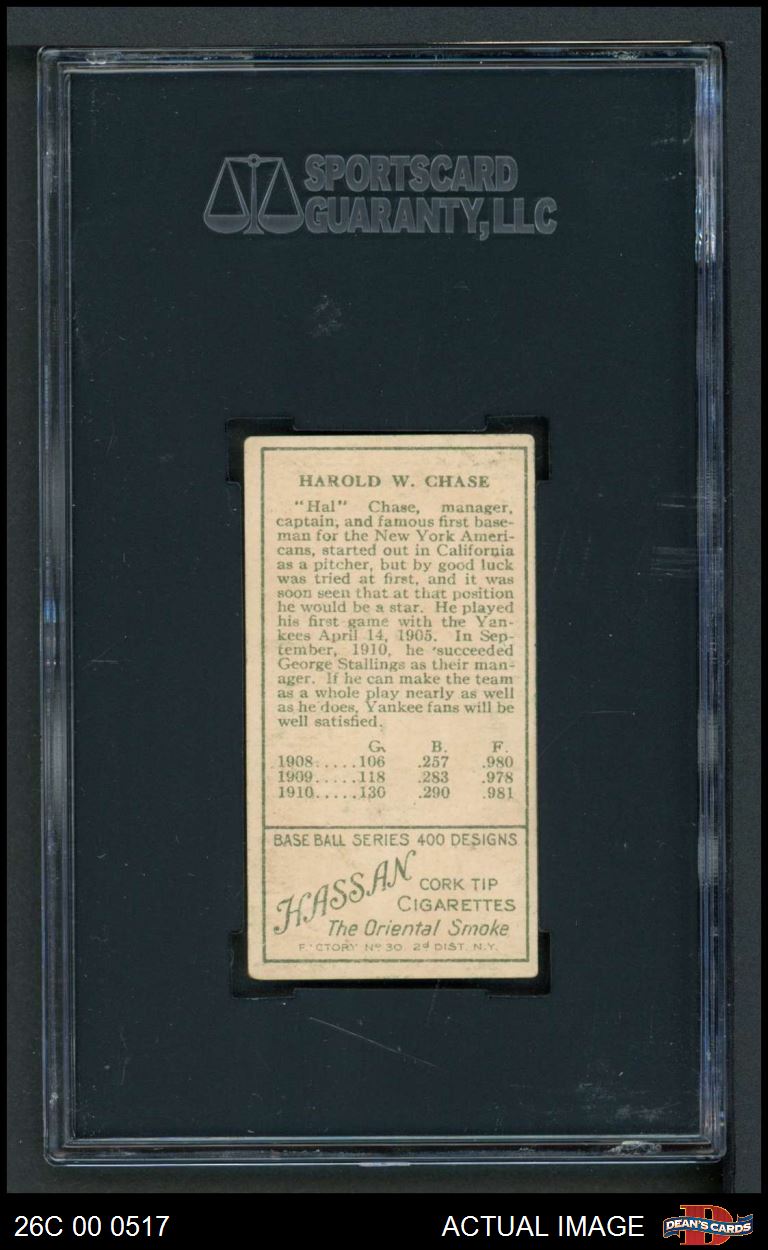 SPORTSCARD
GUARANTY, LLC
HAROLD W. CHASE
"Hal" Chase, manager,
captain, and famous first base-
man for the New York Ameri-
cans, started out in California
as a pitcher, but by good luck
was tried at first, and it was
soon seen that at that position
he would be a star. He played
his first game with the Yan-
kees April 14, 1905. In Sep-
tember, 1910, he succeeded
George Stallings as their man-
ager. If he can make the team
as a whole play nearly as well
as he does, Yankee fans will be
well satisfied.
G. B. F.
1908.....106 .257 .980
1909.....118 .283 .978
1910.....130 .290 .981
BASE BALL SERIES 400 DESIGNS
HASSAN
CORK TIP
CIGARETTES
The Oriental Smoke
FACTORY No 30. 2d DIST. N.Y.
26C 00 0517 ACTUAL IMAGE
DEAN'S CARDS